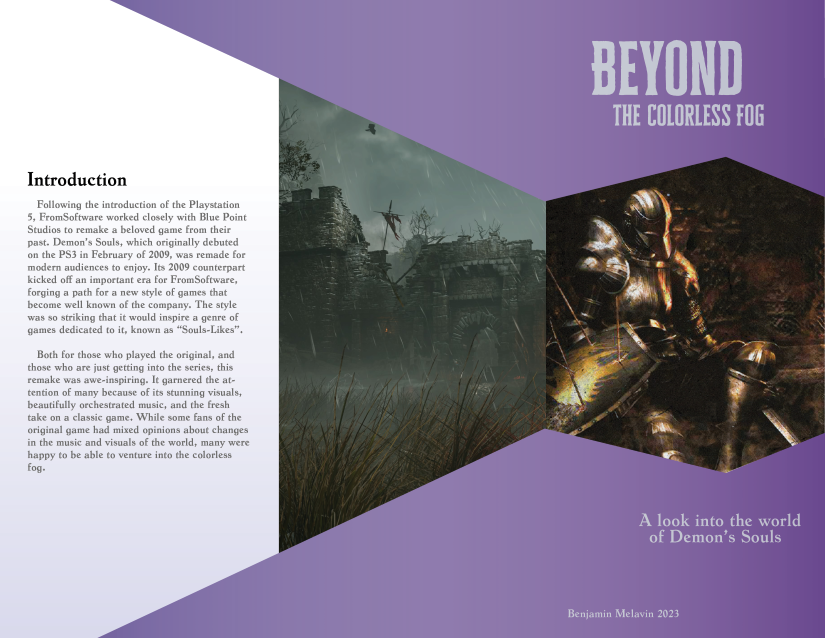 Introduction
Following the introduction of the Playstation
5, FromSoftware worked closely with Blue Point
Studios to remake a beloved game from their
past. Demon's Souls, which originally debuted
on the PS3 in February of 2009, was remade for
modern audiences to enjoy. Its 2009 counterpart
kicked off an important era for FromSoftware,
forging a path for a new style of games that
become well known of the company. The style
was so striking that it would inspire a genre of
games dedicated to it, known as “Souls-Likes”.
Both for those who played the original, and
those who are just getting into the series, this
remake was awe-inspiring. It garnered the at-
tention of many because of its stunning visuals,
beautifully orchestrated music, and the fresh
take on a classic game. While some fans of the
original game had mixed opinions about changes
in the music and visuals of the world, many were
happy to be able to venture into the colorless
fog.
BEYOND
THE COLORLESS FOG
A look into the world
of Demon's Souls
Benjamin Melavin 2023